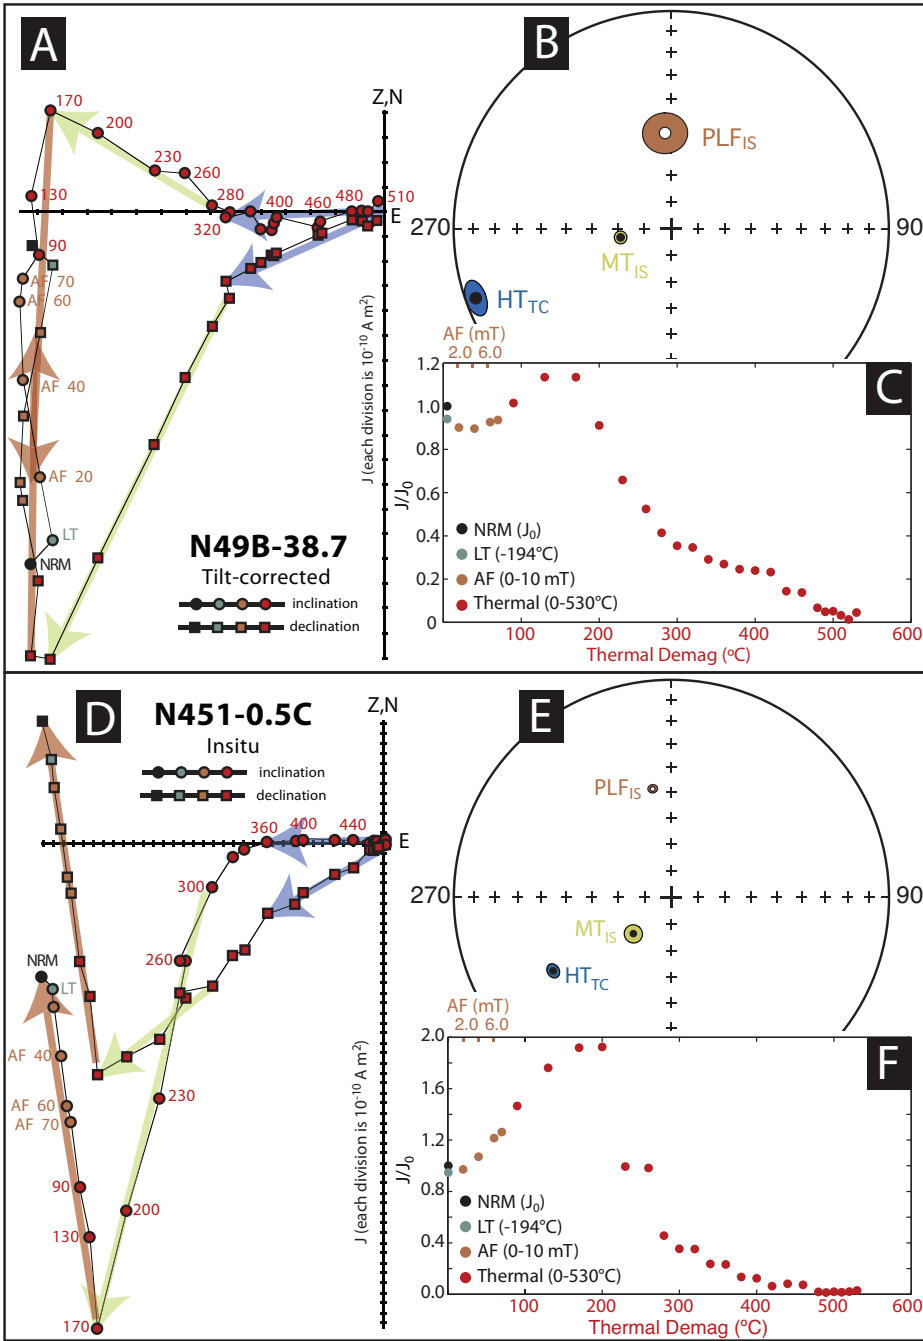 A
Z,N
170
200
230
260
280
320
400
460
480
510
E
130
90
AF 70
AF 60
AF 40
AF 20
LT
NRM
J (each division is 10⁻¹⁰ A m²)
N49B-38.7
Tilt-corrected
inclination
declination
B
PLF_IS
270
90
MT_IS
HT_TC
AF (mT)
2.0 6.0
C
1.2
1.0
0.8
0.6
0.4
0.2
0
J/J₀
NRM (J₀)
LT (-194°C)
AF (0-10 mT)
Thermal (0-530°C)
100 200 300 400 500 600
Thermal Demag (ºC)
D
N451-0.5C
Insitu
inclination
declination
Z,N
E
360
400
440
300
260
230
200
170
130
90
AF 70
AF 60
AF 40
LT
NRM
J (each division is 10⁻¹⁰ A m²)
E
PLF_IS
270
90
MT_IS
HT_TC
AF (mT)
2.0 6.0
F
2.0
1.6
1.2
0.8
0.4
0.0
J/J₀
NRM (J₀)
LT (-194°C)
AF (0-10 mT)
Thermal (0-530°C)
100 200 300 400 500 600
Thermal Demag (°C)